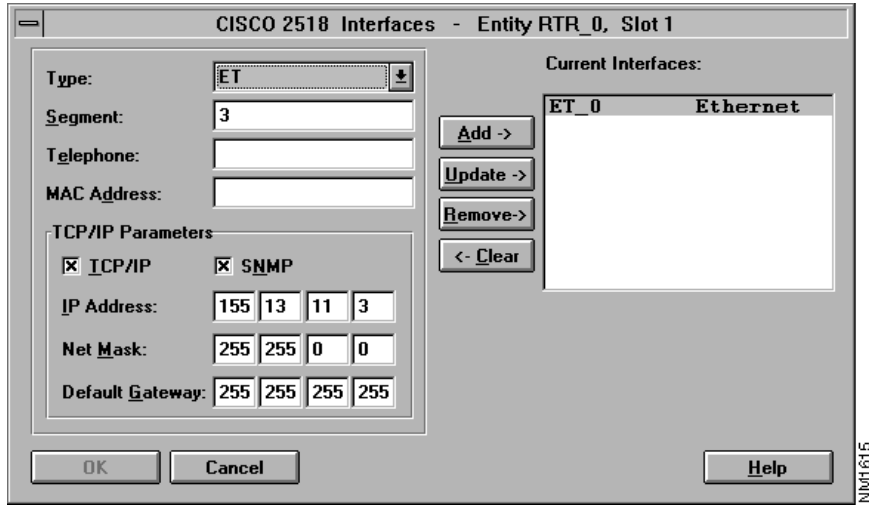 CISCO 2518 Interfaces - Entity RTR_0, Slot 1
Type: ET
Segment: 3
Telephone:
MAC Address:
TCP/IP Parameters
TCP/IP SNMP
IP Address: 155 13 11 3
Net Mask: 255 255 0 0
Default Gateway: 255 255 255 255
Add ->
Update ->
Remove->
<- Clear
Current Interfaces:
ET_0 Ethernet
OK Cancel Help
NM1615